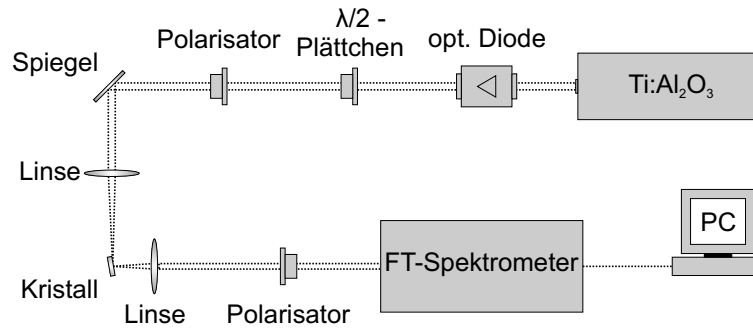 λ/2 -
Plättchen
Polarisator
opt. Diode
Spiegel
Ti:Al₂O₃
Linse
PC
FT-Spektrometer
Kristall
Linse
Polarisator